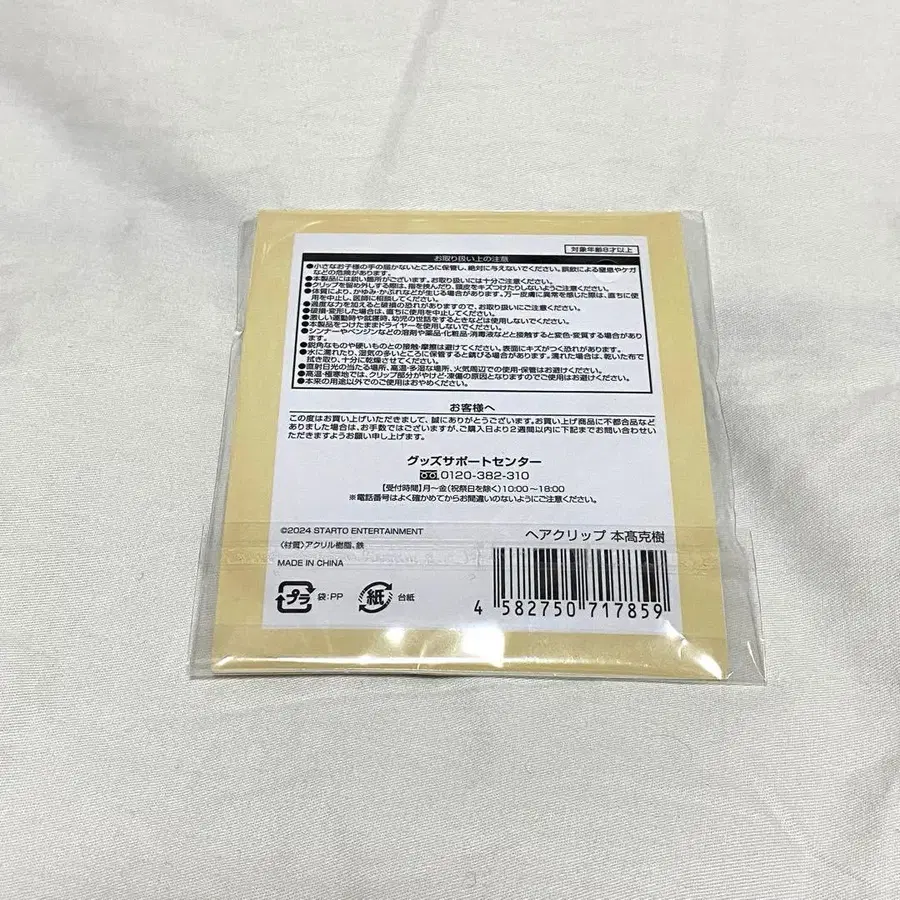 対象年齢8才以上
お取り扱い上の注意
●小さなお子様の手の届かないところに保管し、絶対に与えないでください。誤飲による窒息やケガ
などの危険があります。
●本製品には鋭い箇所がございます。お取り扱いには十分ご注意ください。
●クリップを留め外しする際は、指を挟んだり、頭皮をキズつけたりしないようにご注意ください。
●体質により、かゆみ・かぶれなどが生じる場合があります。万一皮膚に異常を感じた際は、直ちに使
用を中止し、医師に相談してください。
●過度な力を加えると破損の恐れがありますので、お取り扱いにご注意ください。
●破損・変形した場合は、直ちに使用を中止してください。
●激しい運動時や就寝時、幼児の世話をするときなどは使用しないでください。
●本製品をつけたままドライヤーを使用しないでください。
●シンナーやベンジンなどの溶剤や薬品・化粧品・消毒液などと接触すると変色・変質する場合があり
ます。
●鋭角なものや硬いものとの接触・摩擦は避けてください。表面にキズがつく恐れがあります。
●水に濡れたり、湿気の多いところに保管すると錆びる場合があります。濡れた場合は、乾いた布で
拭き取り、十分に乾燥させてください。
●直射日光の当たる場所、高温・多湿な場所、火気周辺での使用・保管はお避けください。
●高温・極寒地では、クリップ部分がやけど・凍傷の原因となりますのでご使用はお避けください。
●本来の用途以外でのご使用はおやめください。
お客様へ
この度はお買い上げいただきまして、誠にありがとうございます。お買い上げ商品に不都合品など
ありました場合は、お手数ではございますが、ご購入日より2週間以内に下記までお問い合わせい
ただきますようお願い申し上げます。
グッズサポートセンター
0120-382-310
【受付時間】月〜金(祝祭日を除く)10:00〜18:00
※電話番号はよく確かめてからお間違いのないようにご注意ください。
©2024 STARTO ENTERTAINMENT
ヘアクリップ 本髙克樹
〈材質〉アクリル樹脂、鉄
MADE IN CHINA
プラ 袋:PP 紙 台紙
4 582750 717859